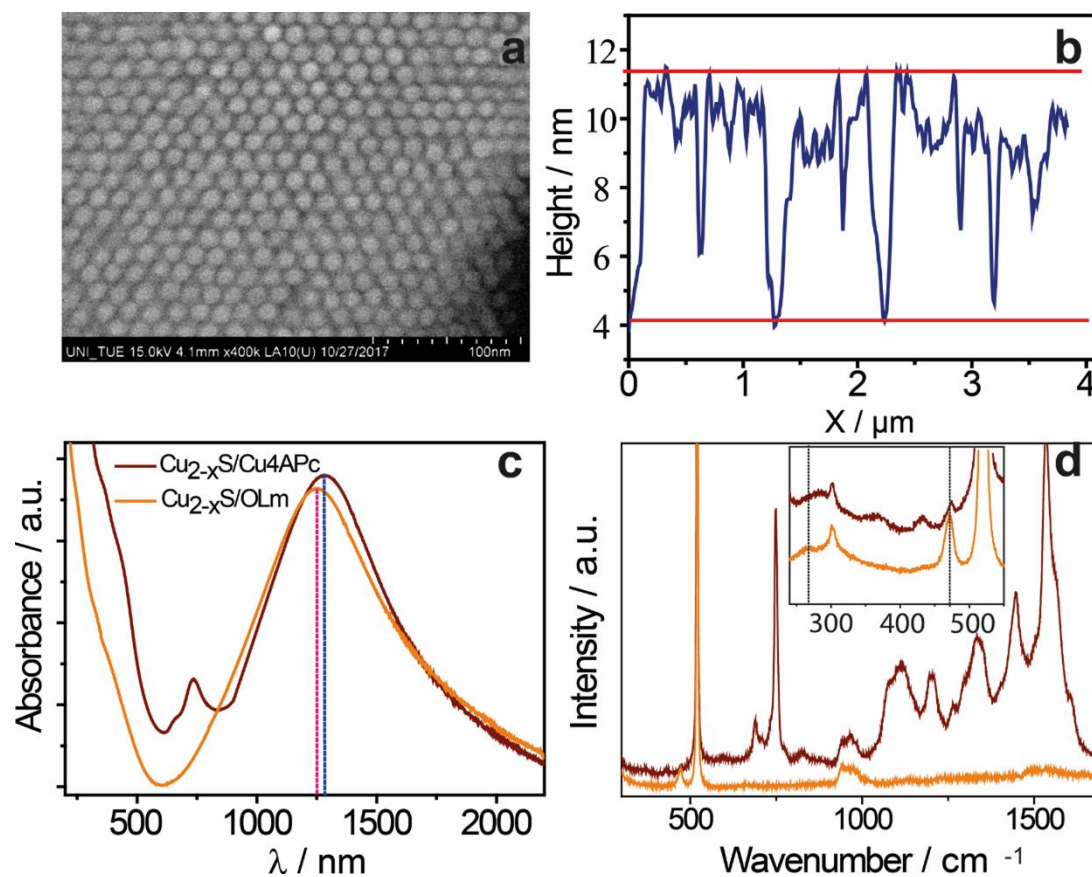 a
UNI_TUE 15.0kV 4.1mm x400k LA10(U) 10/27/2017
100nm
b
Height / nm
12
10
8
6
4
0
1
2
3
4
X / µm
c
Cu2-xS/Cu4APc
Cu2-xS/OLm
Absorbance / a.u.
500
1000
1500
2000
λ / nm
d
300
400
500
Intensity / a.u.
500
1000
1500
Wavenumber / cm -1